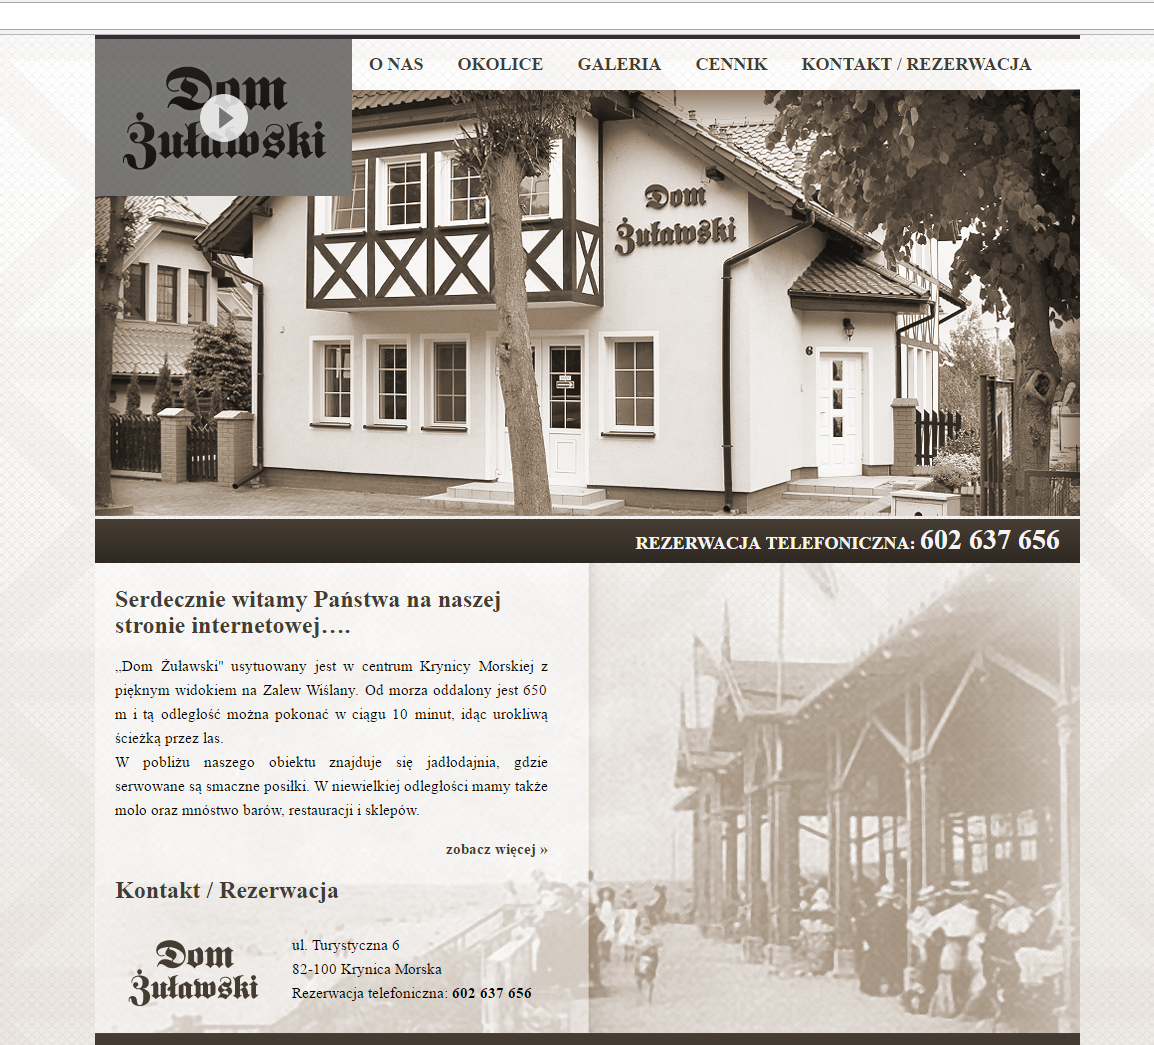 Dom
Żuławski
O NAS OKOLICE GALERIA CENNIK KONTAKT / REZERWACJA
Dom
Żuławski
6
REZERWACJA TELEFONICZNA: 602 637 656
Serdecznie witamy Państwa na naszej
stronie internetowej….
,,Dom Żuławski" usytuowany jest w centrum Krynicy Morskiej z
pięknym widokiem na Zalew Wiślany. Od morza oddalony jest 650
m i tą odległość można pokonać w ciągu 10 minut, idąc urokliwą
ścieżką przez las.
W pobliżu naszego obiektu znajduje się jadłodajnia, gdzie
serwowane są smaczne posiłki. W niewielkiej odległości mamy także
molo oraz mnóstwo barów, restauracji i sklepów.
zobacz więcej »
Kontakt / Rezerwacja
Dom
Żuławski
ul. Turystyczna 6
82-100 Krynica Morska
Rezerwacja telefoniczna: 602 637 656